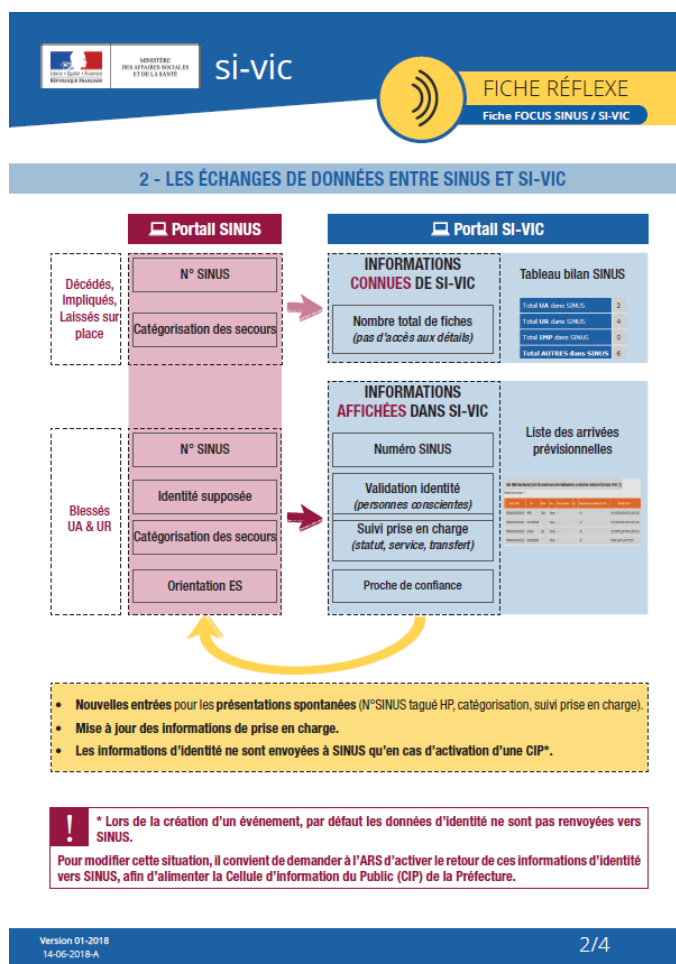 MINISTÈRE
DES AFFAIRES SOCIALES
ET DE LA SANTÉ
Liberté • Égalité • Fraternité
RÉPUBLIQUE FRANÇAISE
si-vic
FICHE RÉFLEXE
Fiche FOCUS SINUS / SI-VIC
2 - LES ÉCHANGES DE DONNÉES ENTRE SINUS ET SI-VIC
Portail SINUS
Portail SI-VIC
Décédés,
Impliqués,
Laissés sur
place
N° SINUS
Catégorisation des secours
INFORMATIONS
CONNUES DE SI-VIC
Nombre total de fiches
(pas d'accès aux détails)
Tableau bilan SINUS
Total UA dans SINUS 2
Total UR dans SINUS 4
Total IMP dans SINUS 0
Total AUTRES dans SINUS 6
Blessés
UA & UR
N° SINUS
Identité supposée
Catégorisation des secours
Orientation ES
INFORMATIONS
AFFICHÉES DANS SI-VIC
Numéro SINUS
Validation identité
(personnes conscientes)
Suivi prise en charge
(statut, service, transfert)
Proche de confiance
Liste des arrivées
prévisionnelles
• Nouvelles entrées pour les présentations spontanées (N°SINUS tagué HP, catégorisation, suivi prise en charge).
• Mise à jour des informations de prise en charge.
• Les informations d'identité ne sont envoyées à SINUS qu'en cas d'activation d'une CIP*.
!
* Lors de la création d'un événement, par défaut les données d'identité ne sont pas renvoyées vers
SINUS.
Pour modifier cette situation, il convient de demander à l'ARS d'activer le retour de ces informations d'identité
vers SINUS, afin d'alimenter la Cellule d'information du Public (CIP) de la Préfecture.
Version 01-2018
14-06-2018-A
2/4